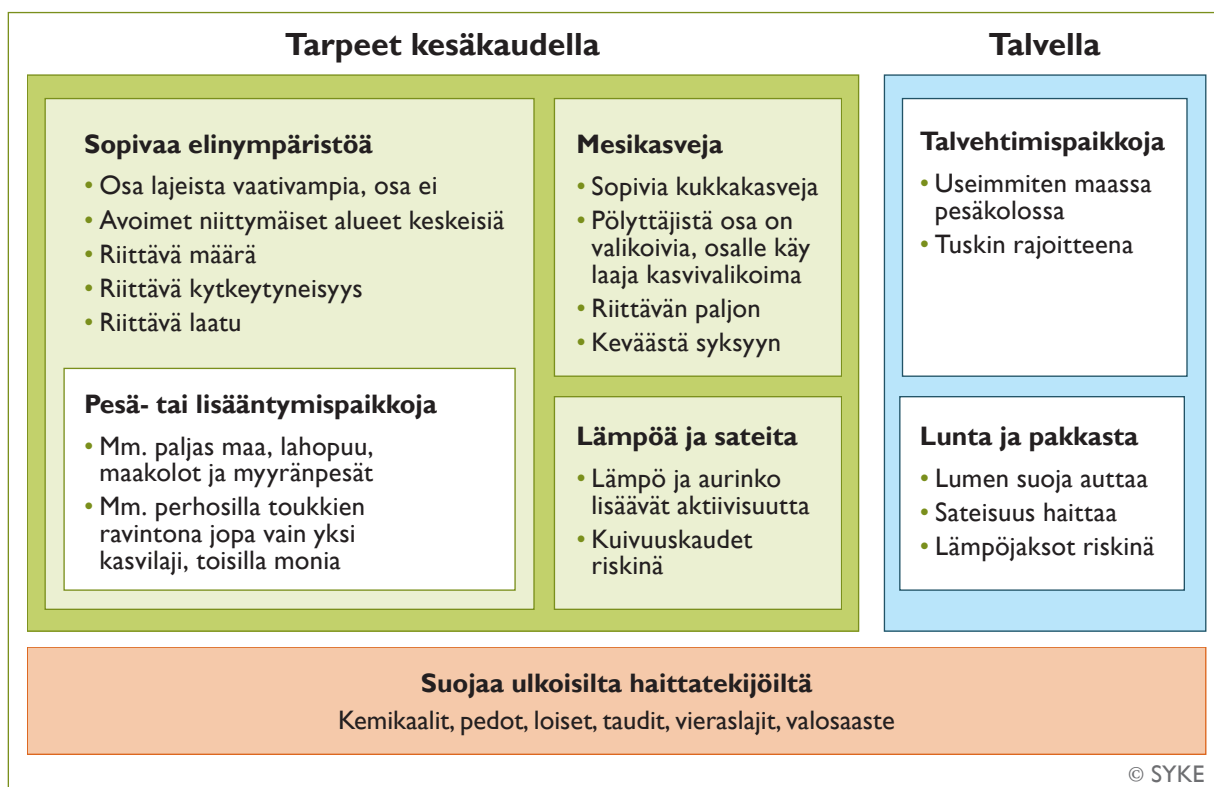 Tarpeet kesäkaudella
Sopivaa elinympäristöä
• Osa lajeista vaativampia, osa ei
• Avoimet niittymäiset alueet keskeisiä
• Riittävä määrä
• Riittävä kytkeytyneisyys
• Riittävä laatu
Pesä- tai lisääntymispaikkoja
• Mm. paljas maa, lahopuu,
maakolot ja myyränpesät
• Mm. perhosilla toukkien
ravintona jopa vain yksi
kasvilaji, toisilla monia
Mesikasveja
• Sopivia kukkakasveja
• Pölyttäjistä osa on
valikoivia, osalle käy
laaja kasvivalikoima
• Riittävän paljon
• Keväästä syksyyn
Lämpöä ja sateita
• Lämpö ja aurinko
lisäävät aktiivisuutta
• Kuivuuskaudet
riskinä
Talvella
Talvehtimispaikkoja
• Useimmiten maassa
pesäkolossa
• Tuskin rajoitteena
Lunta ja pakkasta
• Lumen suoja auttaa
• Sateisuus haittaa
• Lämpöjaksot riskinä
Suojaa ulkoisilta haittatekijöiltä
Kemikaalit, pedot, loiset, taudit, vieraslajit, valosaaste
© SYKE